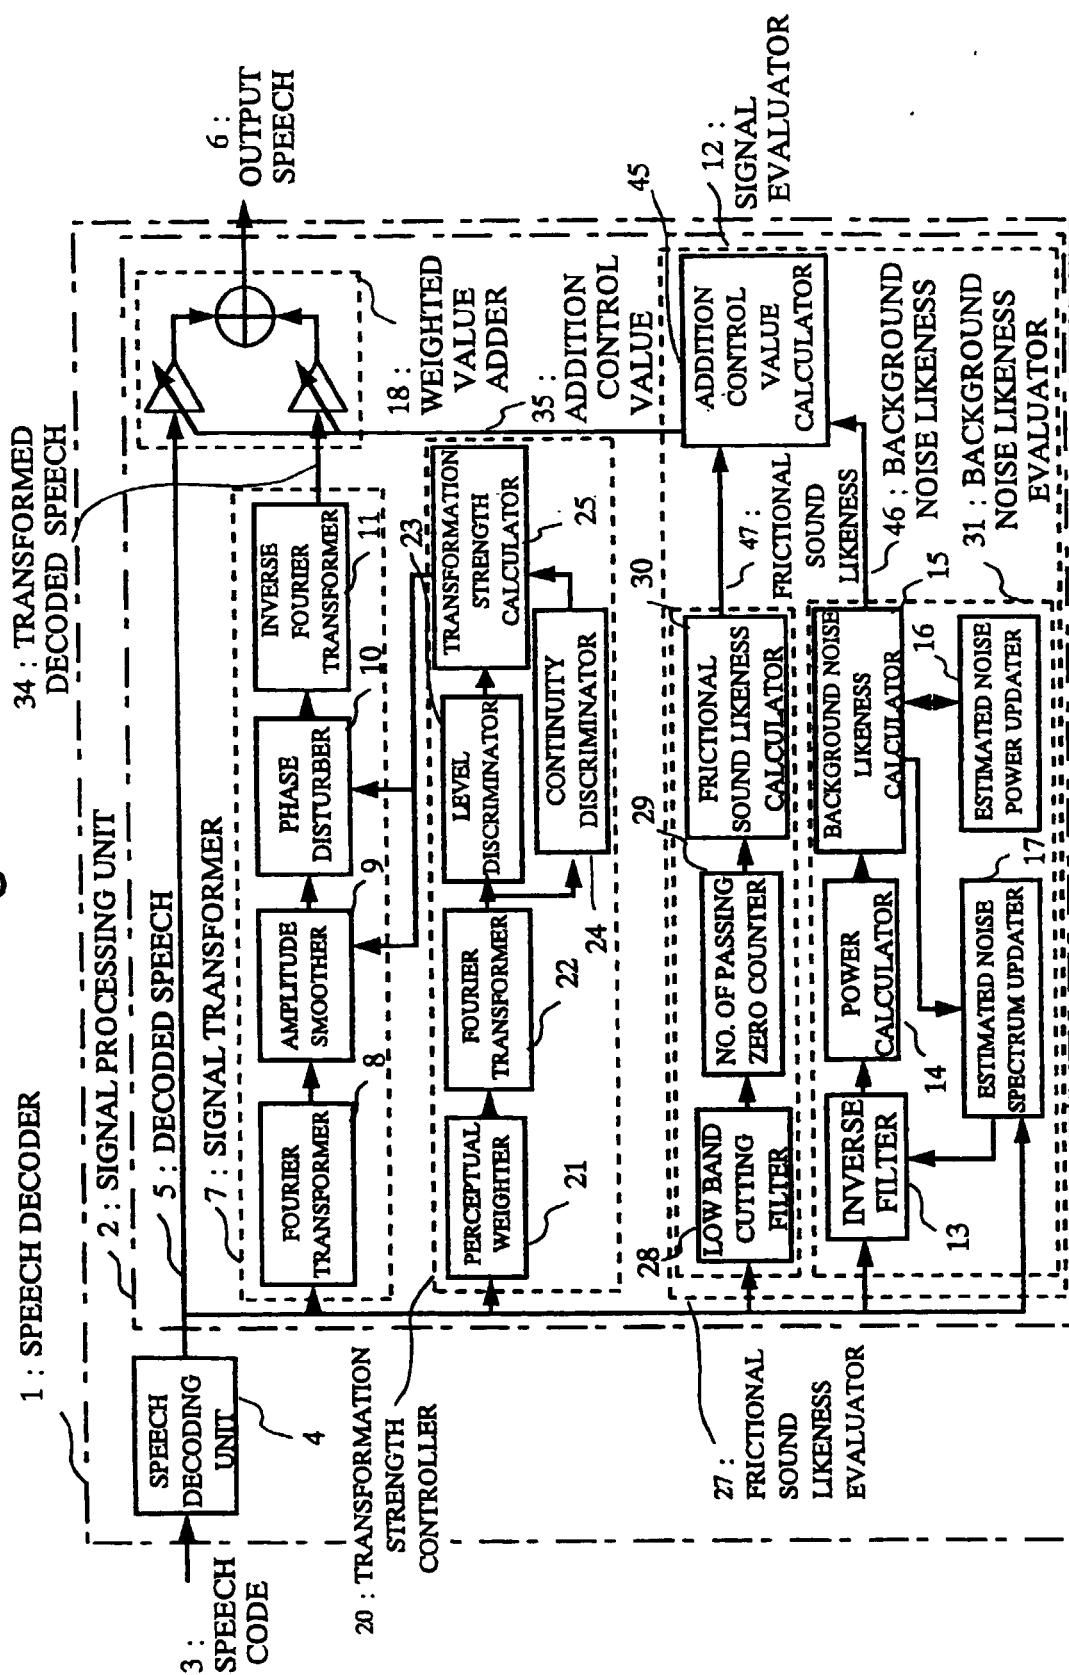 1 : SPEECH DECODER
2 : SIGNAL PROCESSING UNIT
3 :
SPEECH
CODE
SPEECH
DECODING
UNIT
4
5 : DECODED SPEECH
34 : TRANSFORMED
DECODED SPEECH
6 :
OUTPUT
SPEECH
7 : SIGNAL TRANSFORMER
FOURIER
TRANSFORMER
8
AMPLITUDE
SMOOTHER
9
PHASE
DISTURBER
10
INVERSE
FOURIER
TRANSFORMER
11
18 :
WEIGHTED
VALUE
ADDER
35 :
ADDITION
CONTROL
VALUE
20 : TRANSFORMATION
STRENGTH
CONTROLLER
PERCEPTUAL
WEIGHTER
21
FOURIER
TRANSFORMER
22
LEVEL
DISCRIMINATOR
23
CONTINUITY
DISCRIMINATOR
24
TRANSFORMATION
STRENGTH
CALCULATOR
25
12 :
SIGNAL
EVALUATOR
45
ADDITION
CONTROL
VALUE
CALCULATOR
27 :
FRICTIONAL
SOUND
LIKENESS
EVALUATOR
28
LOW BAND
CUTTING
FILTER
29
NO. OF PASSING
ZERO COUNTER
30
FRICTIONAL
SOUND LIKENESS
CALCULATOR
47 :
FRICTIONAL
SOUND
LIKENESS
INVERSE
FILTER
13
POWER
CALCULATOR
14
BACKGROUND NOISE
LIKENESS
CALCULATOR
15
46 : BACKGROUND
NOISE LIKENESS
31 : BACKGROUND
NOISE LIKENESS
EVALUATOR
ESTIMATED NOISE
SPECTRUM UPDATER
17
ESTIMATED NOISE
POWER UPDATER
16